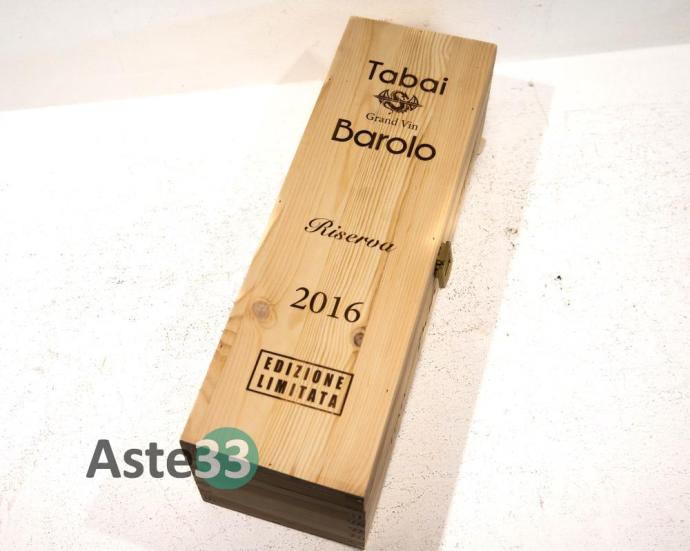 Tabai
Grand Vin
Barolo
Riserva
2016
EDIZIONE
LIMITATA
Aste33